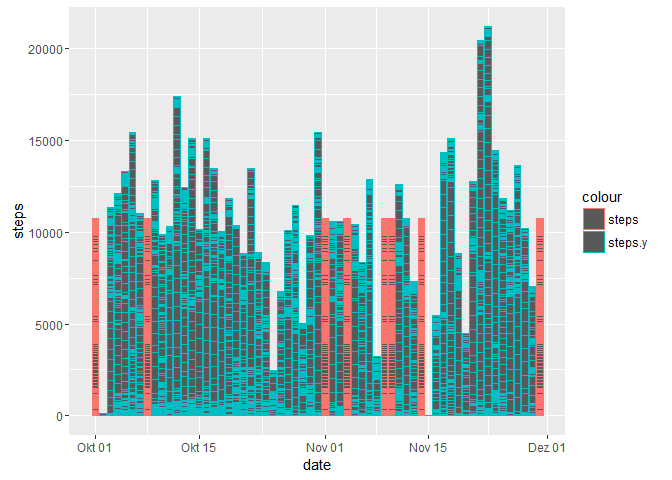 20000
15000
10000
5000
0
steps
Okt 01
Okt 15
Nov 01
Nov 15
Dez 01
date
colour
steps
steps.y